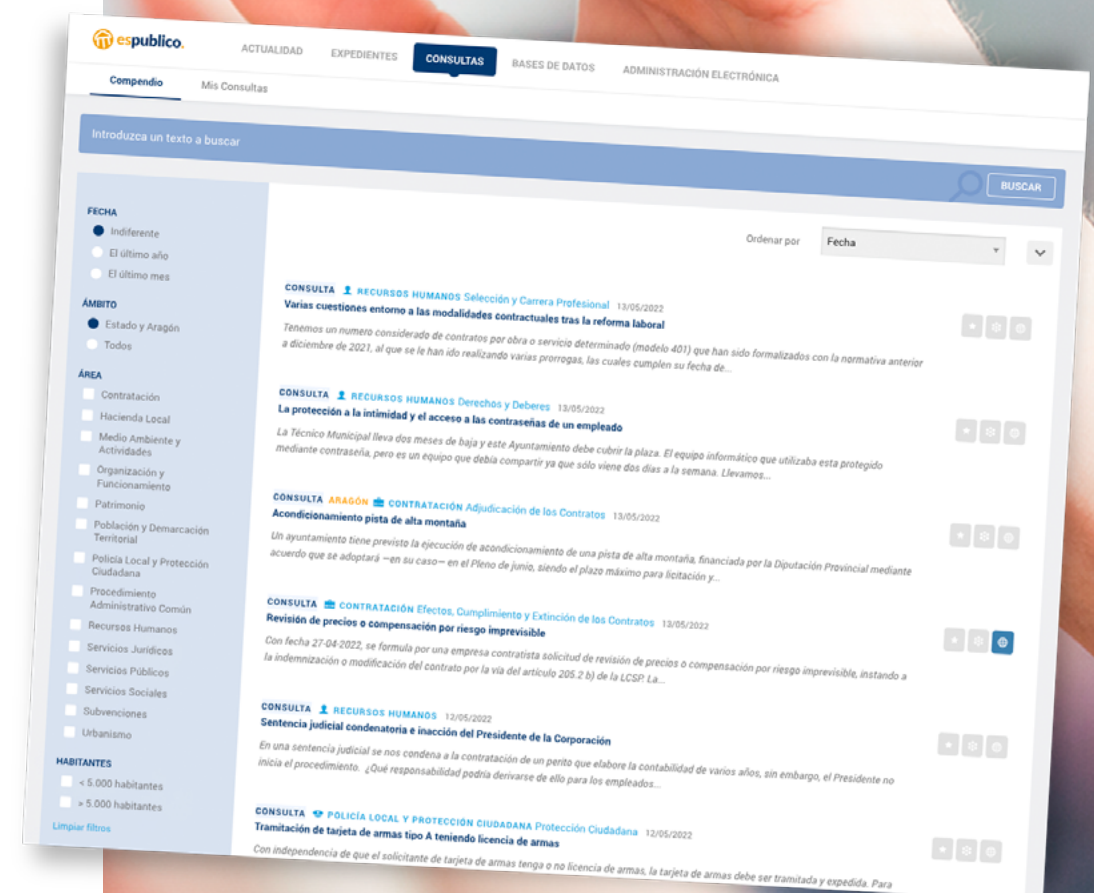 espublico.
ACTUALIDAD
EXPEDIENTES
CONSULTAS
BASES DE DATOS
ADMINISTRACIÓN ELECTRÓNICA
Compendio
Mis Consultas
Introduzca un texto a buscar
BUSCAR
FECHA
Indiferente
El último año
El último mes
ÁMBITO
Estado y Aragón
Todos
ÁREA
Contratación
Hacienda Local
Medio Ambiente y
Actividades
Organización y
Funcionamiento
Patrimonio
Población y Demarcación
Territorial
Policía Local y Protección
Ciudadana
Procedimiento
Administrativo Común
Recursos Humanos
Servicios Jurídicos
Servicios Públicos
Servicios Sociales
Subvenciones
Urbanismo
HABITANTES
< 5.000 habitantes
> 5.000 habitantes
Limpiar filtros
Ordenar por
Fecha
CONSULTA RECURSOS HUMANOS Selección y Carrera Profesional 13/05/2022
Varias cuestiones entorno a las modalidades contractuales tras la reforma laboral
Tenemos un numero considerado de contratos por obra o servicio determinado (modelo 401) que han sido formalizados con la normativa anterior
a diciembre de 2021, al que se le han ido realizando varias prorrogas, las cuales cumplen su fecha de...
CONSULTA RECURSOS HUMANOS Derechos y Deberes 13/05/2022
La protección a la intimidad y el acceso a las contraseñas de un empleado
La Técnico Municipal lleva dos meses de baja y este Ayuntamiento debe cubrir la plaza. El equipo informático que utilizaba esta protegido
mediante contraseña, pero es un equipo que debía compartir ya que sólo viene dos días a la semana. Llevamos...
CONSULTA ARAGÓN CONTRATACIÓN Adjudicación de los Contratos 13/05/2022
Acondicionamiento pista de alta montaña
Un ayuntamiento tiene previsto la ejecución de acondicionamiento de una pista de alta montaña, financiada por la Diputación Provincial mediante
acuerdo que se adoptará —en su caso— en el Pleno de junio, siendo el plazo máximo para licitación y...
CONSULTA CONTRATACIÓN Efectos, Cumplimiento y Extinción de los Contratos 13/05/2022
Revisión de precios o compensación por riesgo imprevisible
Con fecha 27-04-2022, se formula por una empresa contratista solicitud de revisión de precios o compensación por riesgo imprevisible, instando a
la indemnización o modificación del contrato por la vía del artículo 205.2 b) de la LCSP. La...
CONSULTA RECURSOS HUMANOS 12/05/2022
Sentencia judicial condenatoria e inacción del Presidente de la Corporación
En una sentencia judicial se nos condena a la contratación de un perito que elabore la contabilidad de varios años, sin embargo, el Presidente no
inicia el procedimiento. ¿Qué responsabilidad podría derivarse de ello para los empleados...
CONSULTA POLICÍA LOCAL Y PROTECCIÓN CIUDADANA Protección Ciudadana 12/05/2022
Tramitación de tarjeta de armas tipo A teniendo licencia de armas
Con independencia de que el solicitante de tarjeta de armas tenga o no licencia de armas, la tarjeta de armas debe ser tramitada y expedida. Para